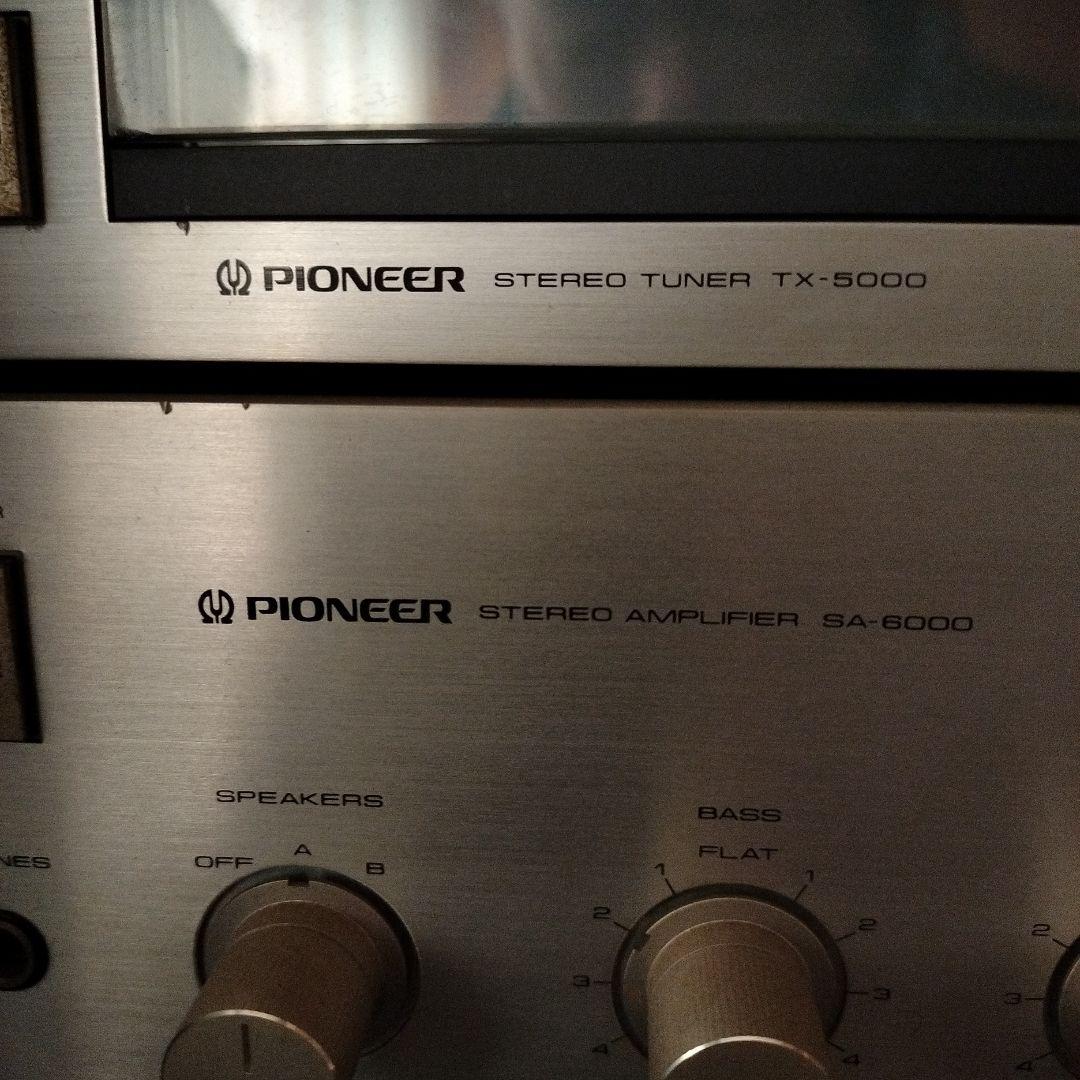 PIONEER STEREO TUNER TX-5000
PIONEER STEREO AMPLIFIER SA-6000
SPEAKERS
OFF A B
BASS
FLAT
1 1
2 2
3 3
4 4
2
3
4